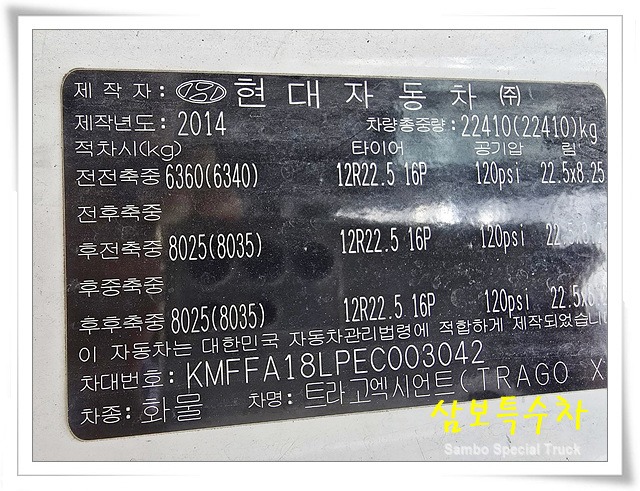 제 작 자 : 현 대 자 동 차 ㈜
제작년도 : 2014 차량총중량 : 22410(22410)kg
적차시(kg) 타이어 공기압 림
전전축중 6360(6340) 12R22.5 16P 120psi 22.5x8.25
전후축중
후전축중 8025(8035) 12R22.5 16P 120psi
후중축중
후후축중 8025(8035) 12R22.5 16P 120psi
이 자동차는 대한민국 자동차관리법령에 적합하게 제작되었습니
차대번호 : KMFFA18LPEC003042
차종 : 화물 차명 : 트라고엑시언트(TRAGO X
삼보특수차
Sambo Special Truck